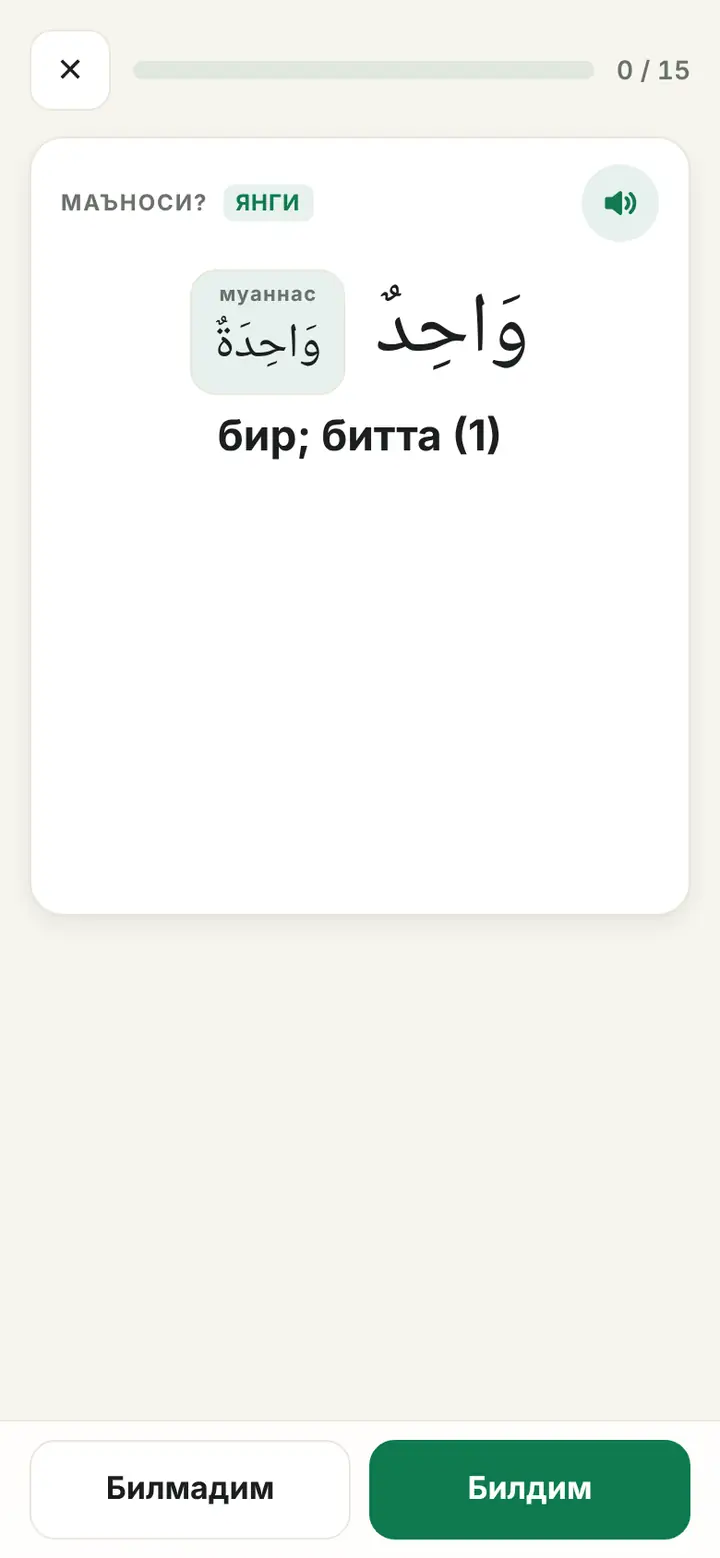 ✕ 0 / 15
МАЪНОСИ? ЯНГИ
муаннас
وَاحِدٌ وَاحِدَةٌ
бир; битта (1)
Билмадим Билдим